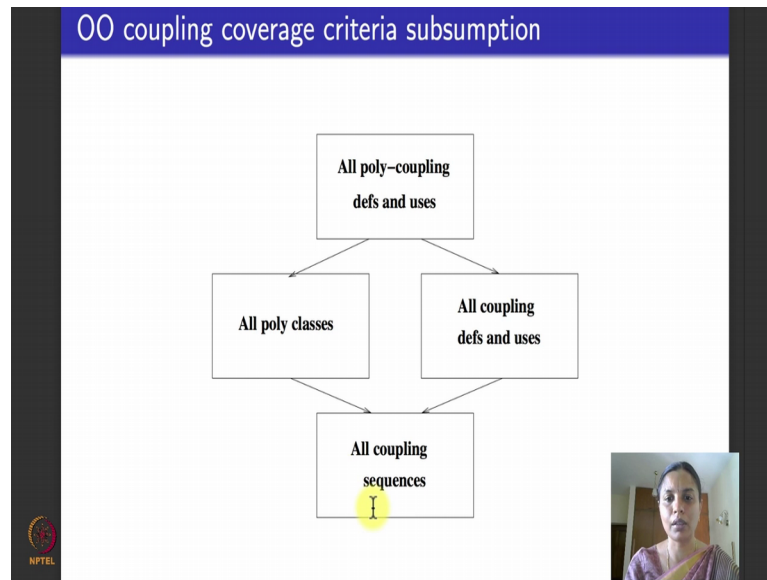 OO coupling coverage criteria subsumption
All poly-coupling
defs and uses
All poly classes
All coupling
defs and uses
All coupling
sequences
NPTEL